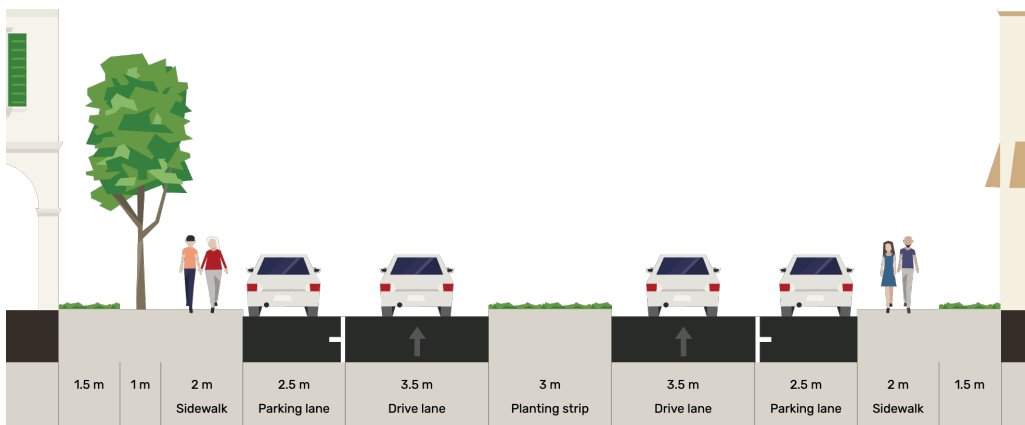 1.5 m
1 m
2 m
2.5 m
3.5 m
3 m
3.5 m
2.5 m
2 m
1.5 m
Sidewalk
Parking lane
Drive lane
Planting strip
Drive lane
Parking lane
Sidewalk